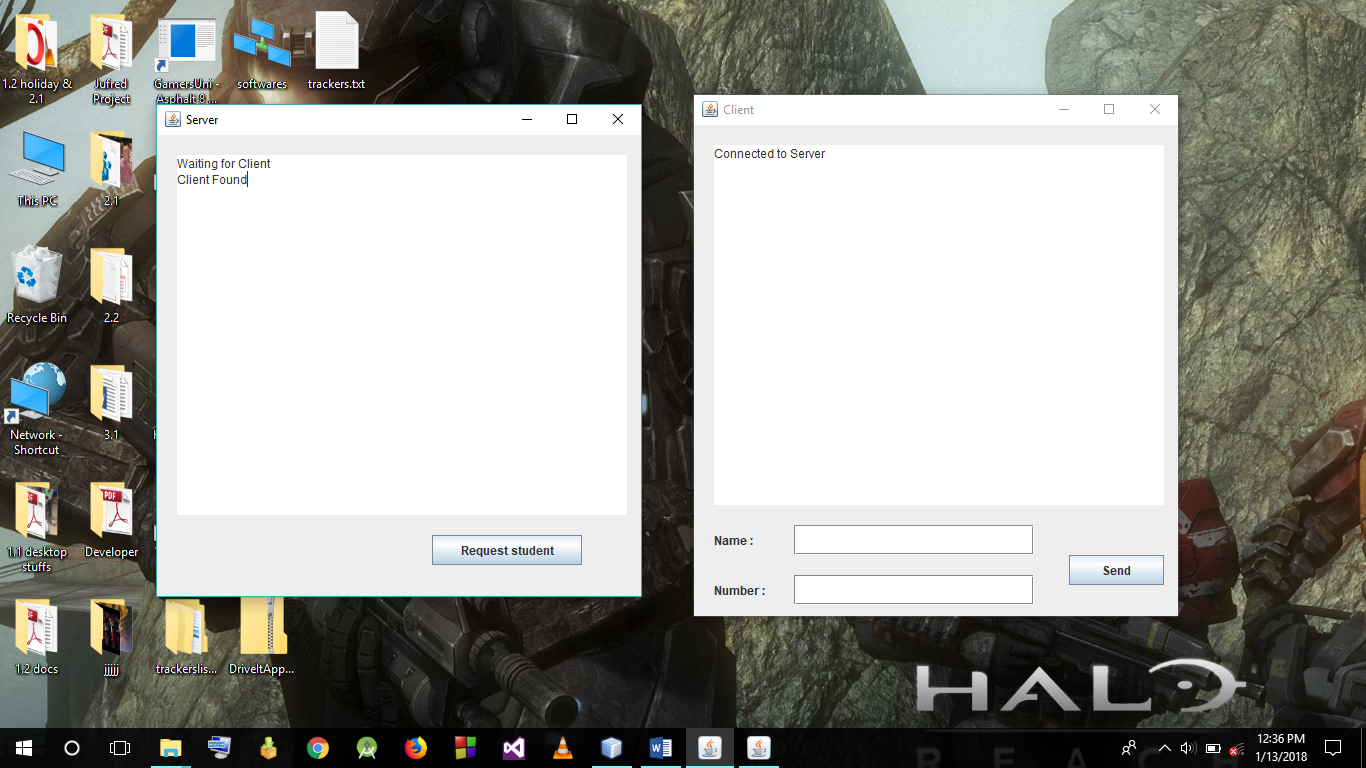 1.2 holiday &
2.1
Jufred
Project
GamersUni -
Asphalt 8,...
softwares
trackers.txt
This PC
2.1
Recycle Bin
2.2
Network -
Shortcut
3.1
1.1 desktop
stuffs
Developer
1.2 docs
jjjjj
trackerslis...
DriveItApp...
Server
Waiting for Client
Client Found
Request student
Client
Connected to Server
Name :
Number :
Send
HALO
REACH
12:36 PM
1/13/2018